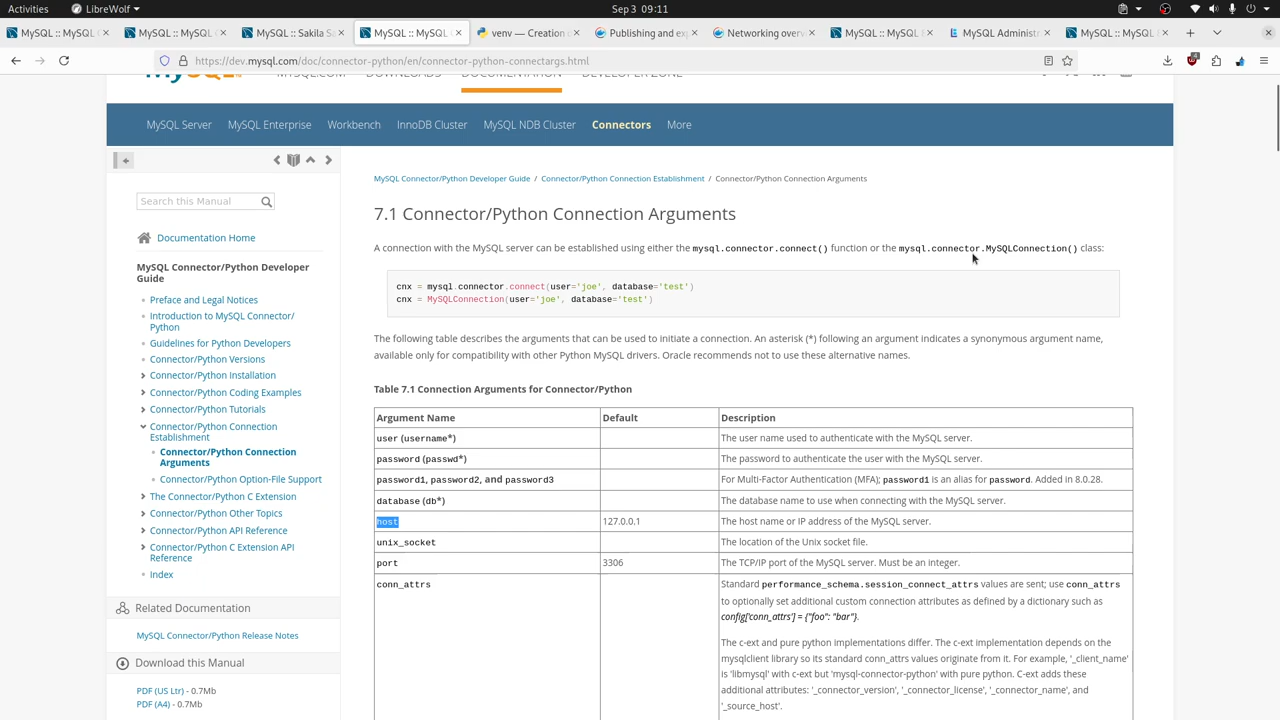 Activities
LibreWolf
Sep 3 09:11
MySQL :: MySQL C
MySQL :: MySQL
MySQL :: Sakila Sa
MySQL :: MySQL C
venv — Creation o
Publishing and ex
Networking over
MySQL :: MySQL
MySQL Administ
MySQL :: MySQL
https://dev.mysql.com/doc/connector-python/en/connector-python-connectargs.html
4
MySQL
MYSQL.COM DOWNLOADS DOCUMENTATION DEVELOPER ZONE
MySQL Server MySQL Enterprise Workbench InnoDB Cluster MySQL NDB Cluster Connectors More
Search this Manual
Documentation Home
MySQL Connector/Python Developer
Guide
Preface and Legal Notices
Introduction to MySQL Connector/
Python
Guidelines for Python Developers
Connector/Python Versions
Connector/Python Installation
Connector/Python Coding Examples
Connector/Python Tutorials
Connector/Python Connection
Establishment
Connector/Python Connection
Arguments
Connector/Python Option-File Support
The Connector/Python C Extension
Connector/Python Other Topics
Connector/Python API Reference
Connector/Python C Extension API
Reference
Index
Related Documentation
MySQL Connector/Python Release Notes
Download this Manual
PDF (US Ltr) - 0.7Mb
PDF (A4) - 0.7Mb
MySQL Connector/Python Developer Guide / Connector/Python Connection Establishment / Connector/Python Connection Arguments
7.1 Connector/Python Connection Arguments
A connection with the MySQL server can be established using either the mysql.connector.connect() function or the mysql.connector.MySQLConnection() class:
cnx = mysql.connector.connect(user='joe', database='test')
cnx = MySQLConnection(user='joe', database='test')
The following table describes the arguments that can be used to initiate a connection. An asterisk (*) following an argument indicates a synonymous argument name,
available only for compatibility with other Python MySQL drivers. Oracle recommends not to use these alternative names.
Table 7.1 Connection Arguments for Connector/Python
Argument Name Default Description
user (username*) The user name used to authenticate with the MySQL server.
password (passwd*) The password to authenticate the user with the MySQL server.
password1, password2, and password3 For Multi-Factor Authentication (MFA); password1 is an alias for password. Added in 8.0.28.
database (db*) The database name to use when connecting with the MySQL server.
host 127.0.0.1 The host name or IP address of the MySQL server.
unix_socket The location of the Unix socket file.
port 3306 The TCP/IP port of the MySQL server. Must be an integer.
conn_attrs Standard performance_schema.session_connect_attrs values are sent; use conn_attrs
to optionally set additional custom connection attributes as defined by a dictionary such as
config['conn_attrs'] = {"foo": "bar"}.
The c-ext and pure python implementations differ. The c-ext implementation depends on the
mysqlclient library so its standard conn_attrs values originate from it. For example, '_client_name'
is 'libmysql' with c-ext but 'mysql-connector-python' with pure python. C-ext adds these
additional attributes: '_connector_version', '_connector_license', '_connector_name', and
'_source_host'.